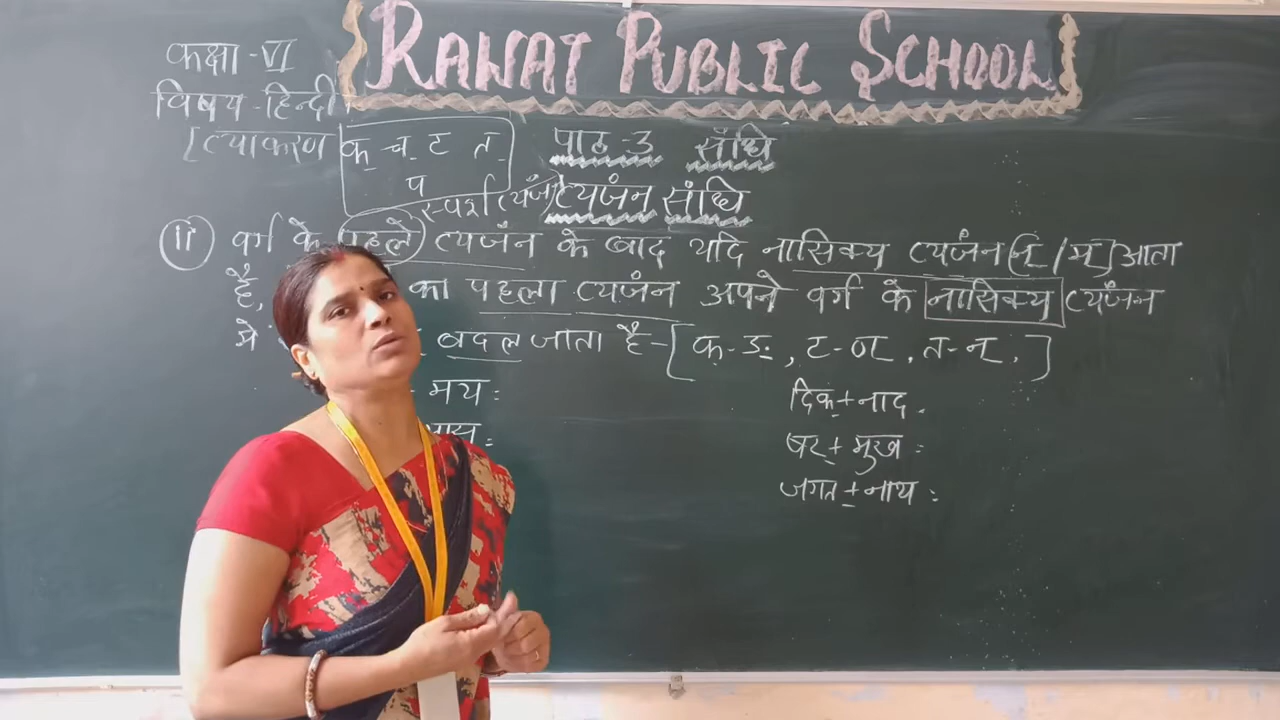 RAWAT PUBLIC SCHOOL
कक्षा - VI
विषय - हिन्दी
[व्याकरण
क् च् ट् त्
प्
स्पर्श व्यंजन
पाठ - 3 संधि
व्यंजन संधि
(ii) वर्ग के पहले व्यंजन के बाद यदि नासिक्य व्यंजन (न् / म्) आता
है, का पहला व्यंजन अपने वर्ग के नासिक्य व्यंजन
मे बदल जाता है - [क् - ङ्, ट - ण्, त - न्, ]
मय :
दिक् + नाद
षट् + मुख :
जगत् + नाथ :